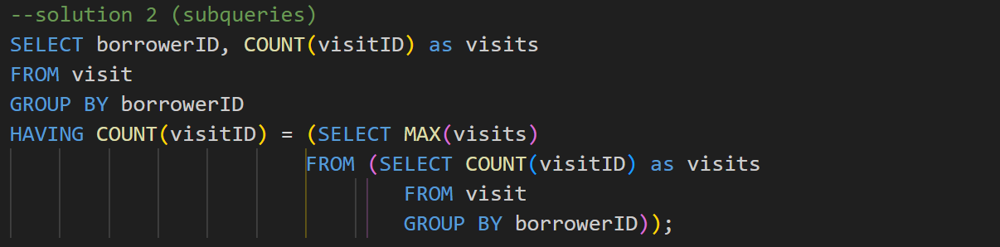 --solution 2 (subqueries)
SELECT borrowerID, COUNT(visitID) as visits
FROM visit
GROUP BY borrowerID
HAVING COUNT(visitID) = (SELECT MAX(visits)
FROM (SELECT COUNT(visitID) as visits
FROM visit
GROUP BY borrowerID));